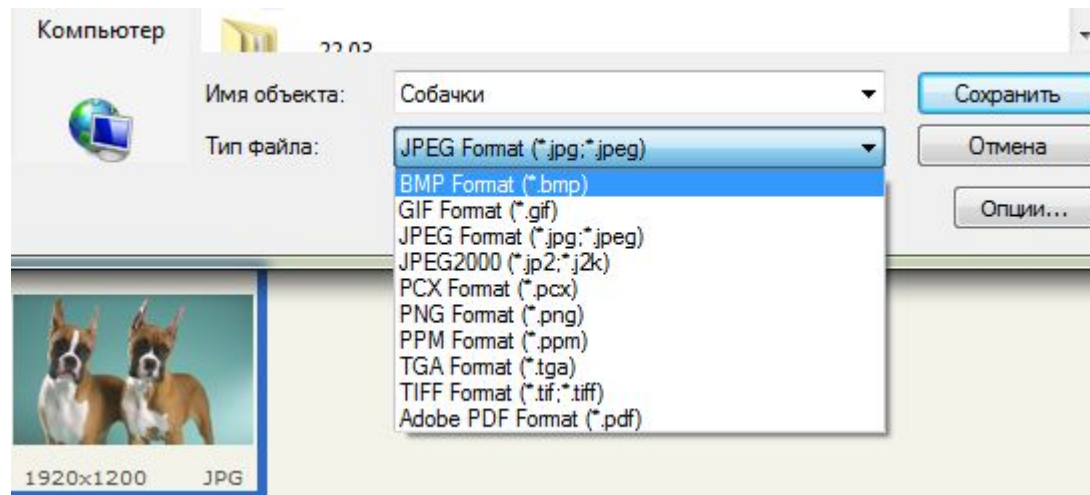 Компьютер
22.03
Имя объекта:
Собачки
Сохранить
Тип файла:
JPEG Format (*.jpg;*.jpeg)
Отмена
BMP Format (*.bmp)
GIF Format (*.gif)
Опции...
JPEG Format (*.jpg;*.jpeg)
JPEG2000 (*.jp2;*.j2k)
PCX Format (*.pcx)
PNG Format (*.png)
PPM Format (*.ppm)
TGA Format (*.tga)
TIFF Format (*.tif;*.tiff)
Adobe PDF Format (*.pdf)
1920x1200 JPG